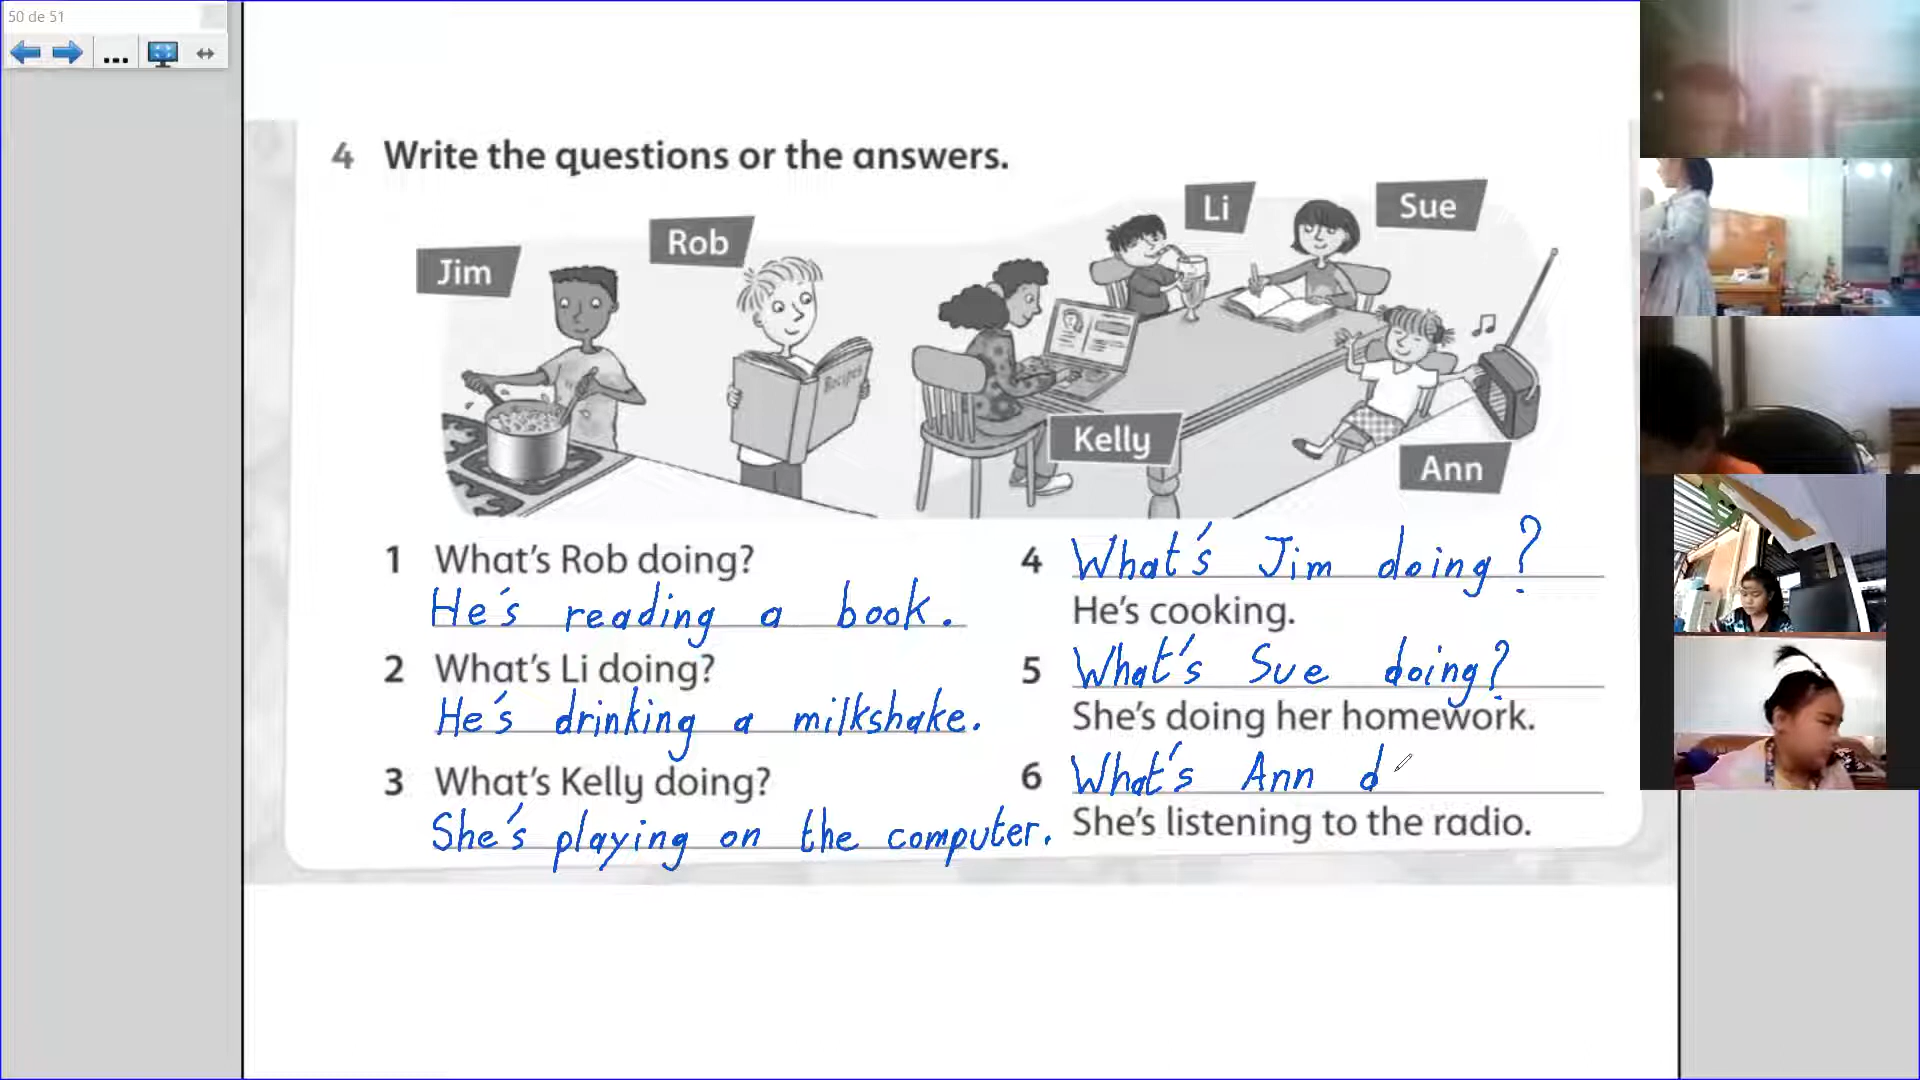 50 de 51
...
4 Write the questions or the answers.
Li
Sue
Rob
Jim
Recipes
Kelly
Ann
1 What's Rob doing?
He's reading a book.
2 What's Li doing?
He's drinking a milkshake.
3 What's Kelly doing?
She's playing on the computer.
4 What's Jim doing?
He's cooking.
5 What's Sue doing?
She's doing her homework.
6 What's Ann d
She's listening to the radio.